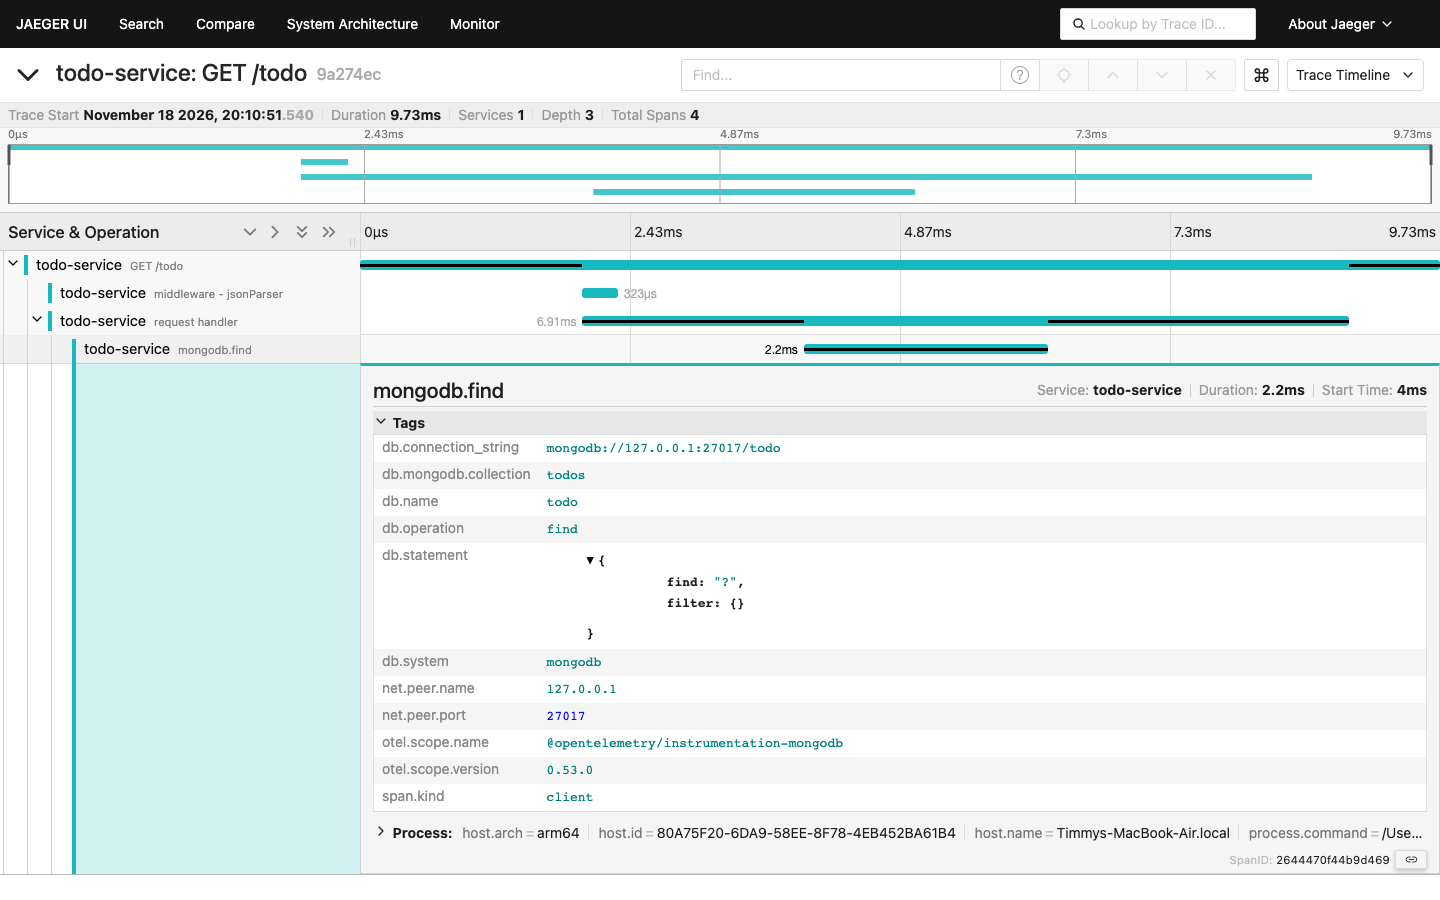 JAEGER UI Search Compare System Architecture Monitor Lookup by Trace ID... About Jaeger
todo-service: GET /todo 9a274ec Find... Trace Timeline
Trace Start November 18 2026, 20:10:51.540 Duration 9.73ms Services 1 Depth 3 Total Spans 4
0μs 2.43ms 4.87ms 7.3ms 9.73ms
Service & Operation 0μs 2.43ms 4.87ms 7.3ms 9.73ms
todo-service GET /todo
todo-service middleware - jsonParser 323μs
todo-service request handler 6.91ms
todo-service mongodb.find 2.2ms
mongodb.find Service: todo-service Duration: 2.2ms Start Time: 4ms
Tags
db.connection_string mongodb://127.0.0.1:27017/todo
db.mongodb.collection todos
db.name todo
db.operation find
db.statement {
find: "?",
filter: {}
}
db.system mongodb
net.peer.name 127.0.0.1
net.peer.port 27017
otel.scope.name @opentelemetry/instrumentation-mongodb
otel.scope.version 0.53.0
span.kind client
Process: host.arch = arm64 host.id = 80A75F20-6DA9-58EE-8F78-4EB452BA61B4 host.name = Timmys-MacBook-Air.local process.command = /Use...
SpanID: 2644470f44b9d469